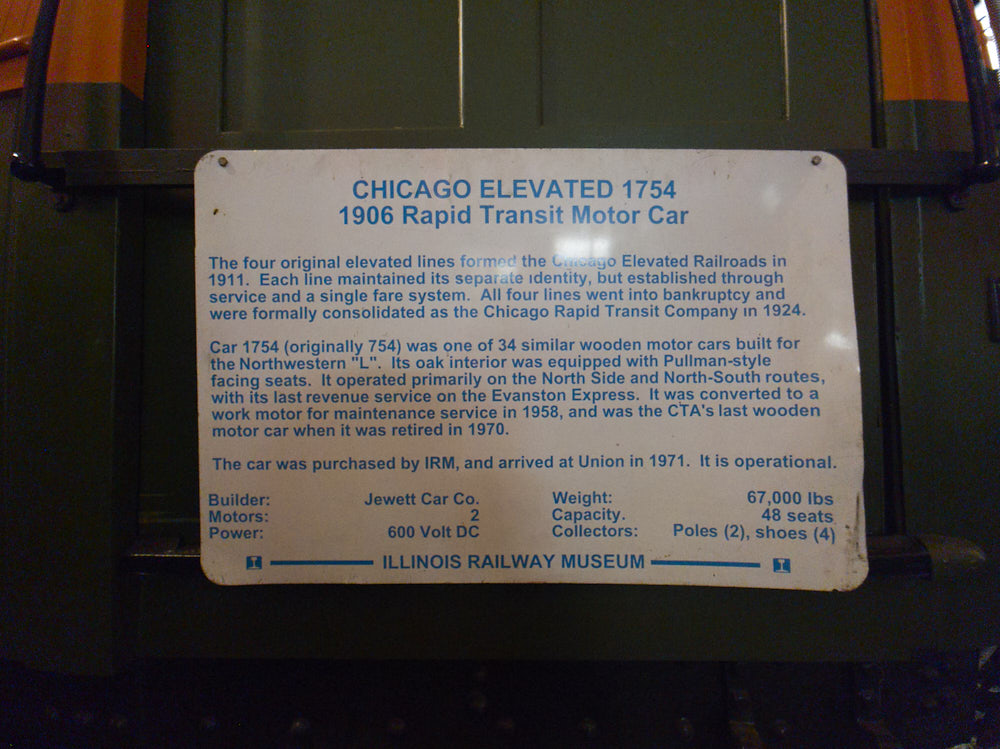 CHICAGO ELEVATED 1754
1906 Rapid Transit Motor Car
The four original elevated lines formed the Chicago Elevated Railroads in
1911. Each line maintained its separate identity, but established through
service and a single fare system. All four lines went into bankruptcy and
were formally consolidated as the Chicago Rapid Transit Company in 1924.
Car 1754 (originally 754) was one of 34 similar wooden motor cars built for
the Northwestern "L". Its oak interior was equipped with Pullman-style
facing seats. It operated primarily on the North Side and North-South routes,
with its last revenue service on the Evanston Express. It was converted to a
work motor for maintenance service in 1958, and was the CTA's last wooden
motor car when it was retired in 1970.
The car was purchased by IRM, and arrived at Union in 1971. It is operational.
Builder: Jewett Car Co. Weight: 67,000 lbs
Motors: 2 Capacity. 48 seats
Power: 600 Volt DC Collectors: Poles (2), shoes (4)
ILLINOIS RAILWAY MUSEUM